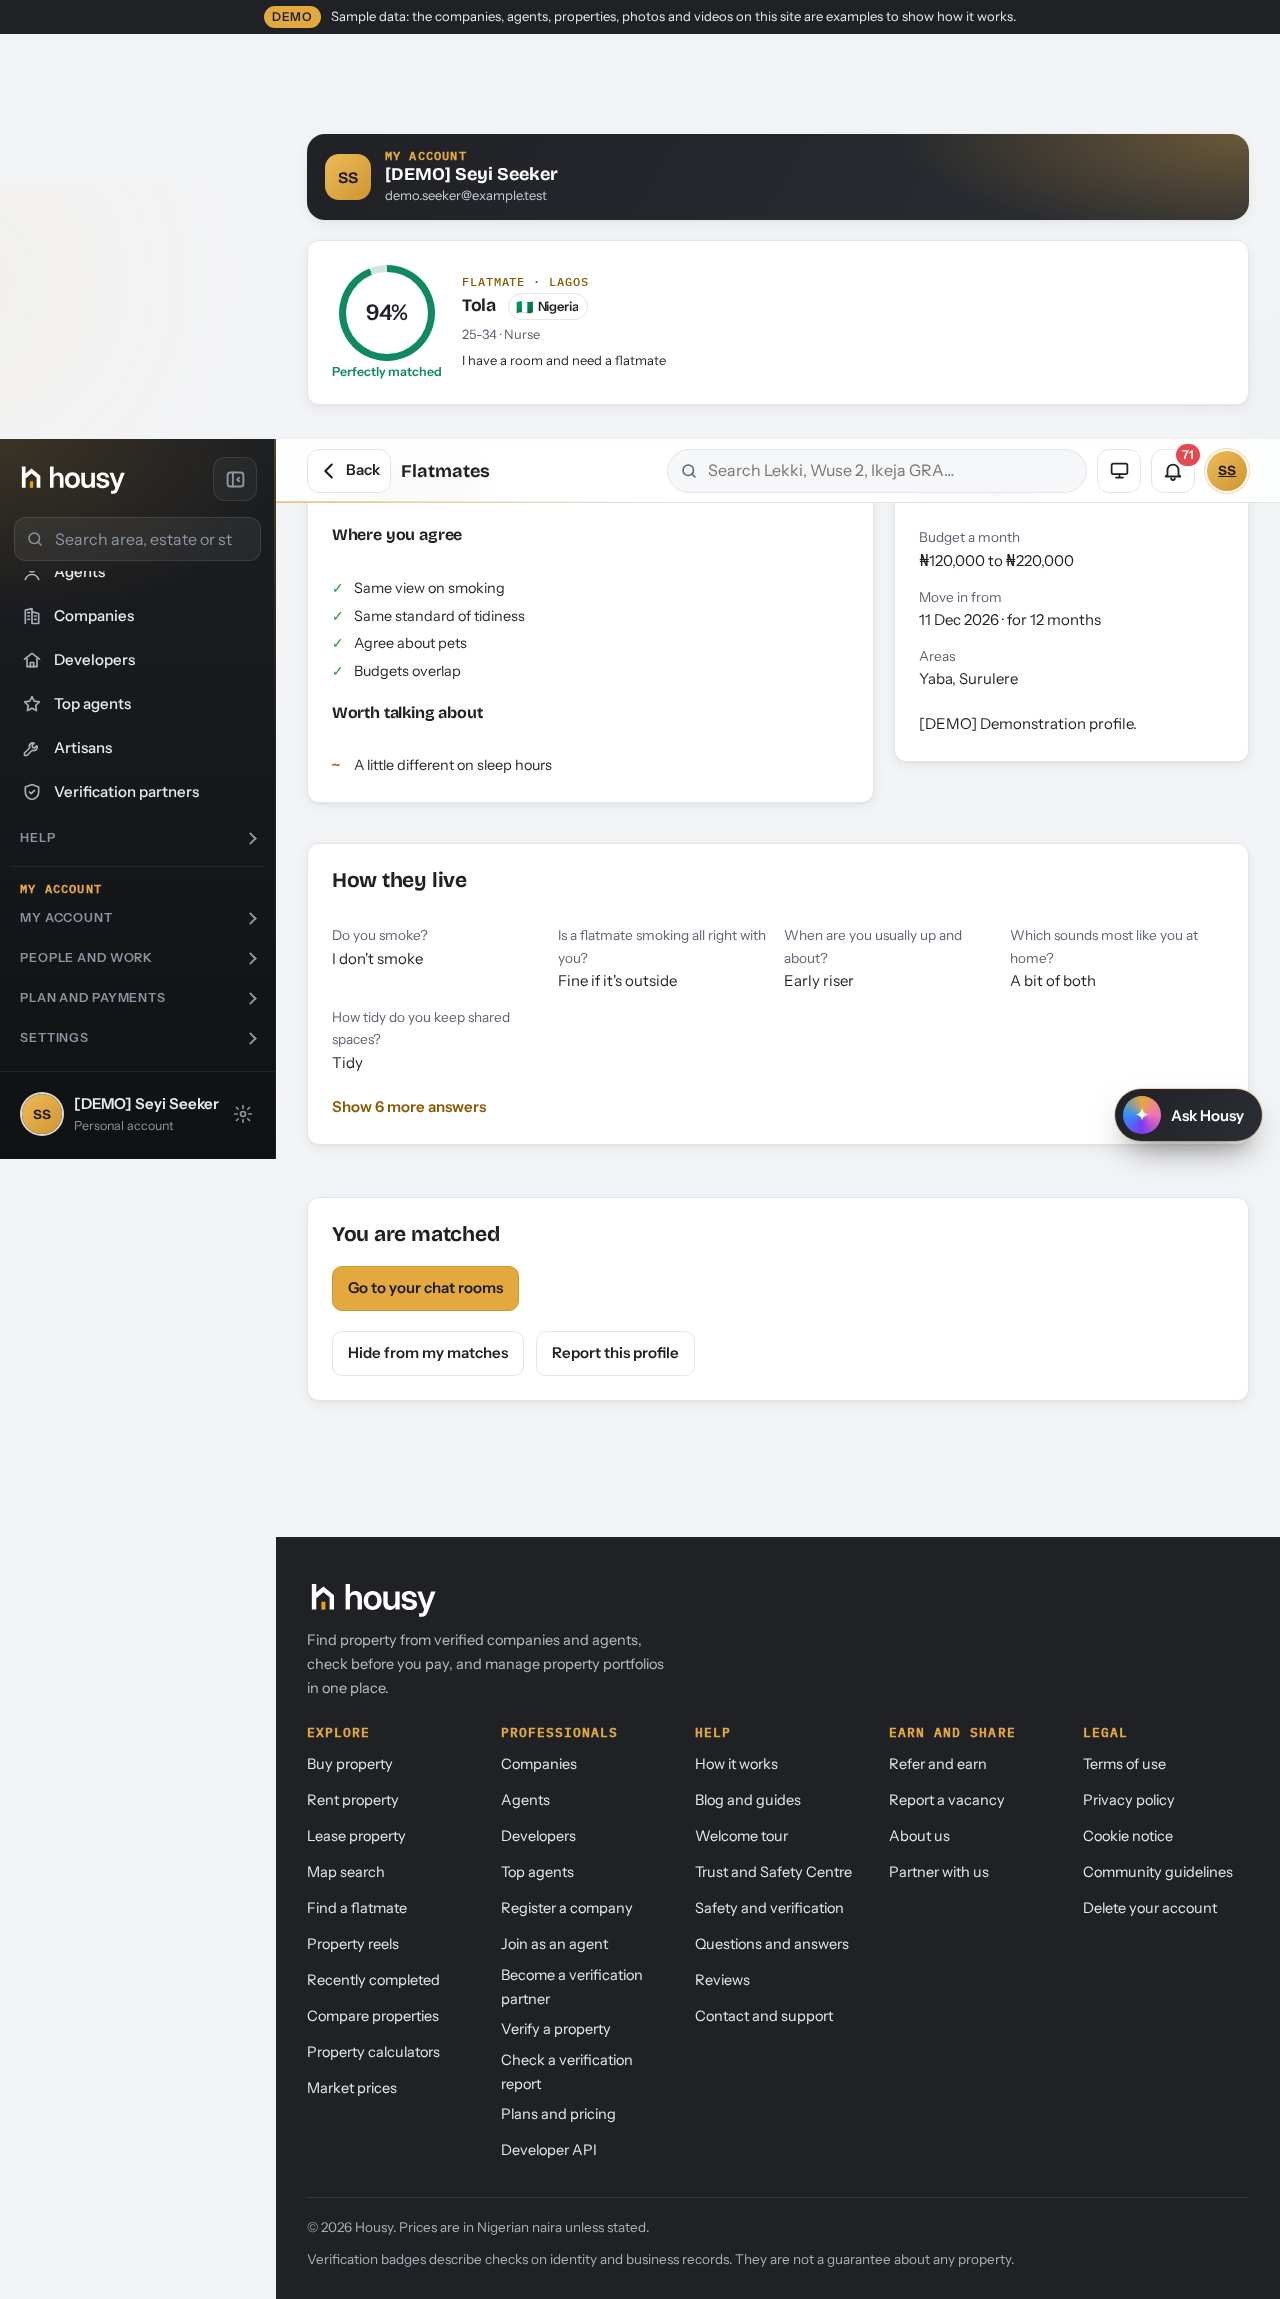 DEMO Sample data: the companies, agents, properties, photos and videos on this site are examples to show how it works.
SS
MY ACCOUNT
[DEMO] Seyi Seeker
demo.seeker@example.test
94%
Perfectly matched
FLATMATE · LAGOS
Tola Nigeria
25-34 · Nurse
I have a room and need a flatmate
housy
Search area, estate or st
Agents
Companies
Developers
Top agents
Artisans
Verification partners
HELP
MY ACCOUNT
MY ACCOUNT
PEOPLE AND WORK
PLAN AND PAYMENTS
SETTINGS
SS
[DEMO] Seyi Seeker
Personal account
Back
Flatmates
Search Lekki, Wuse 2, Ikeja GRA...
71
SS
Where you agree
✓ Same view on smoking
✓ Same standard of tidiness
✓ Agree about pets
✓ Budgets overlap
Worth talking about
~ A little different on sleep hours
Budget a month
₦120,000 to ₦220,000
Move in from
11 Dec 2026 · for 12 months
Areas
Yaba, Surulere
[DEMO] Demonstration profile.
How they live
Do you smoke?
I don't smoke
Is a flatmate smoking all right with
you?
Fine if it's outside
When are you usually up and
about?
Early riser
Which sounds most like you at
home?
A bit of both
How tidy do you keep shared
spaces?
Tidy
Show 6 more answers
Ask Housy
You are matched
Go to your chat rooms
Hide from my matches
Report this profile
housy
Find property from verified companies and agents,
check before you pay, and manage property portfolios
in one place.
EXPLORE
Buy property
Rent property
Lease property
Map search
Find a flatmate
Property reels
Recently completed
Compare properties
Property calculators
Market prices
PROFESSIONALS
Companies
Agents
Developers
Top agents
Register a company
Join as an agent
Become a verification
partner
Verify a property
Check a verification
report
Plans and pricing
Developer API
HELP
How it works
Blog and guides
Welcome tour
Trust and Safety Centre
Safety and verification
Questions and answers
Reviews
Contact and support
EARN AND SHARE
Refer and earn
Report a vacancy
About us
Partner with us
LEGAL
Terms of use
Privacy policy
Cookie notice
Community guidelines
Delete your account
© 2026 Housy. Prices are in Nigerian naira unless stated.
Verification badges describe checks on identity and business records. They are not a guarantee about any property.